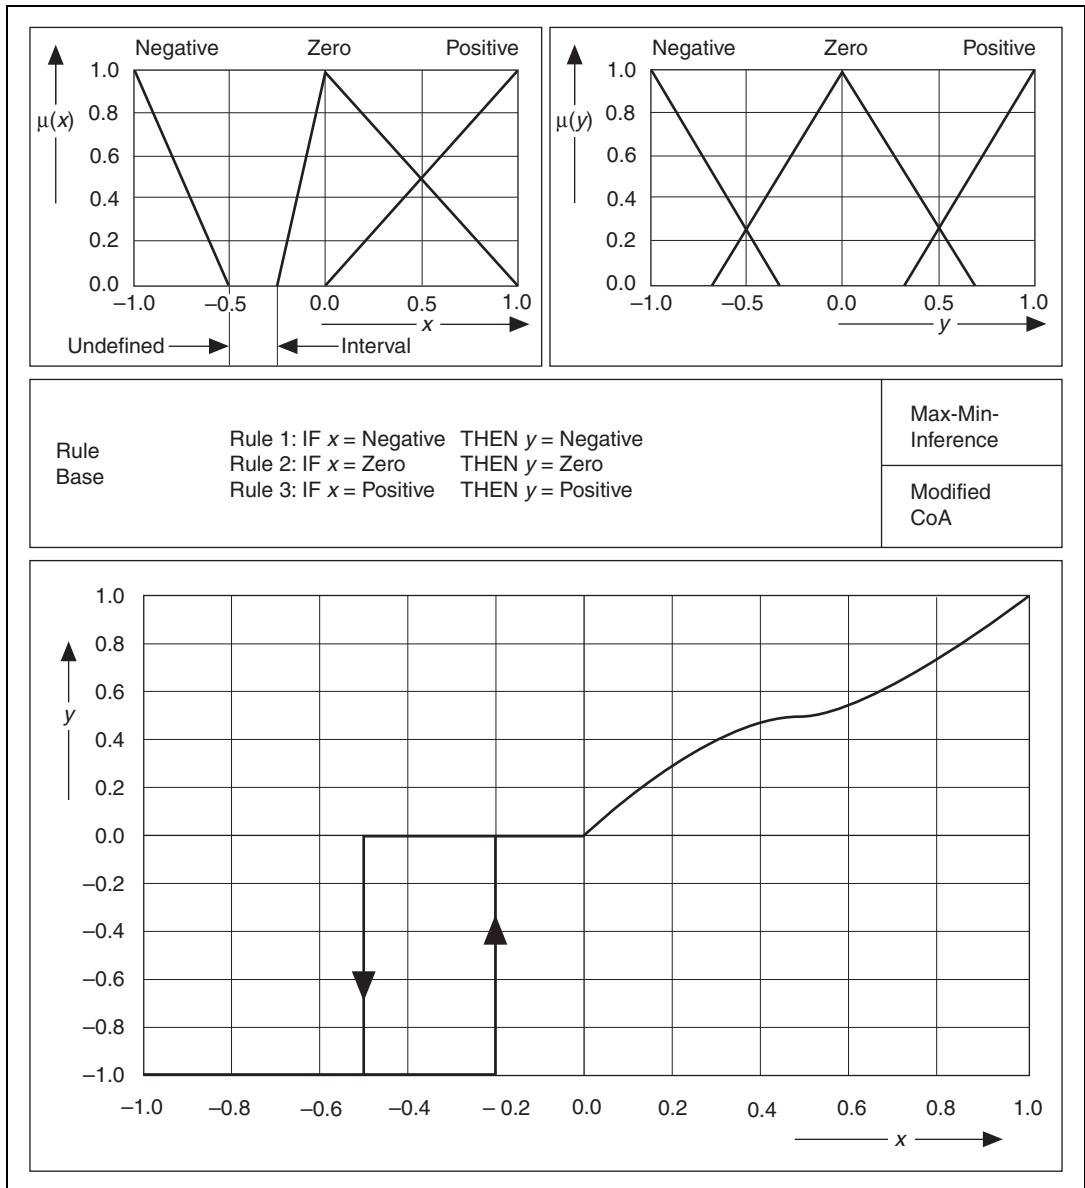 Negative Zero Positive
1.0
0.8
μ(x)
0.6
0.4
0.2
0.0
–1.0 –0.5 0.0 0.5 1.0
x
Undefined Interval
Negative Zero Positive
1.0
0.8
μ(y)
0.6
0.4
0.2
0.0
–1.0 –0.5 0.0 0.5 1.0
y
Rule
Base
Rule 1: IF x = Negative THEN y = Negative
Rule 2: IF x = Zero THEN y = Zero
Rule 3: IF x = Positive THEN y = Positive
Max-Min-
Inference
Modified
CoA
1.0
0.8
0.6
y
0.4
0.2
0.0
–0.2
–0.4
–0.6
–0.8
–1.0
–1.0 –0.8 –0.6 –0.4 – 0.2 0.0 0.2 0.4 0.6 0.8 1.0
x